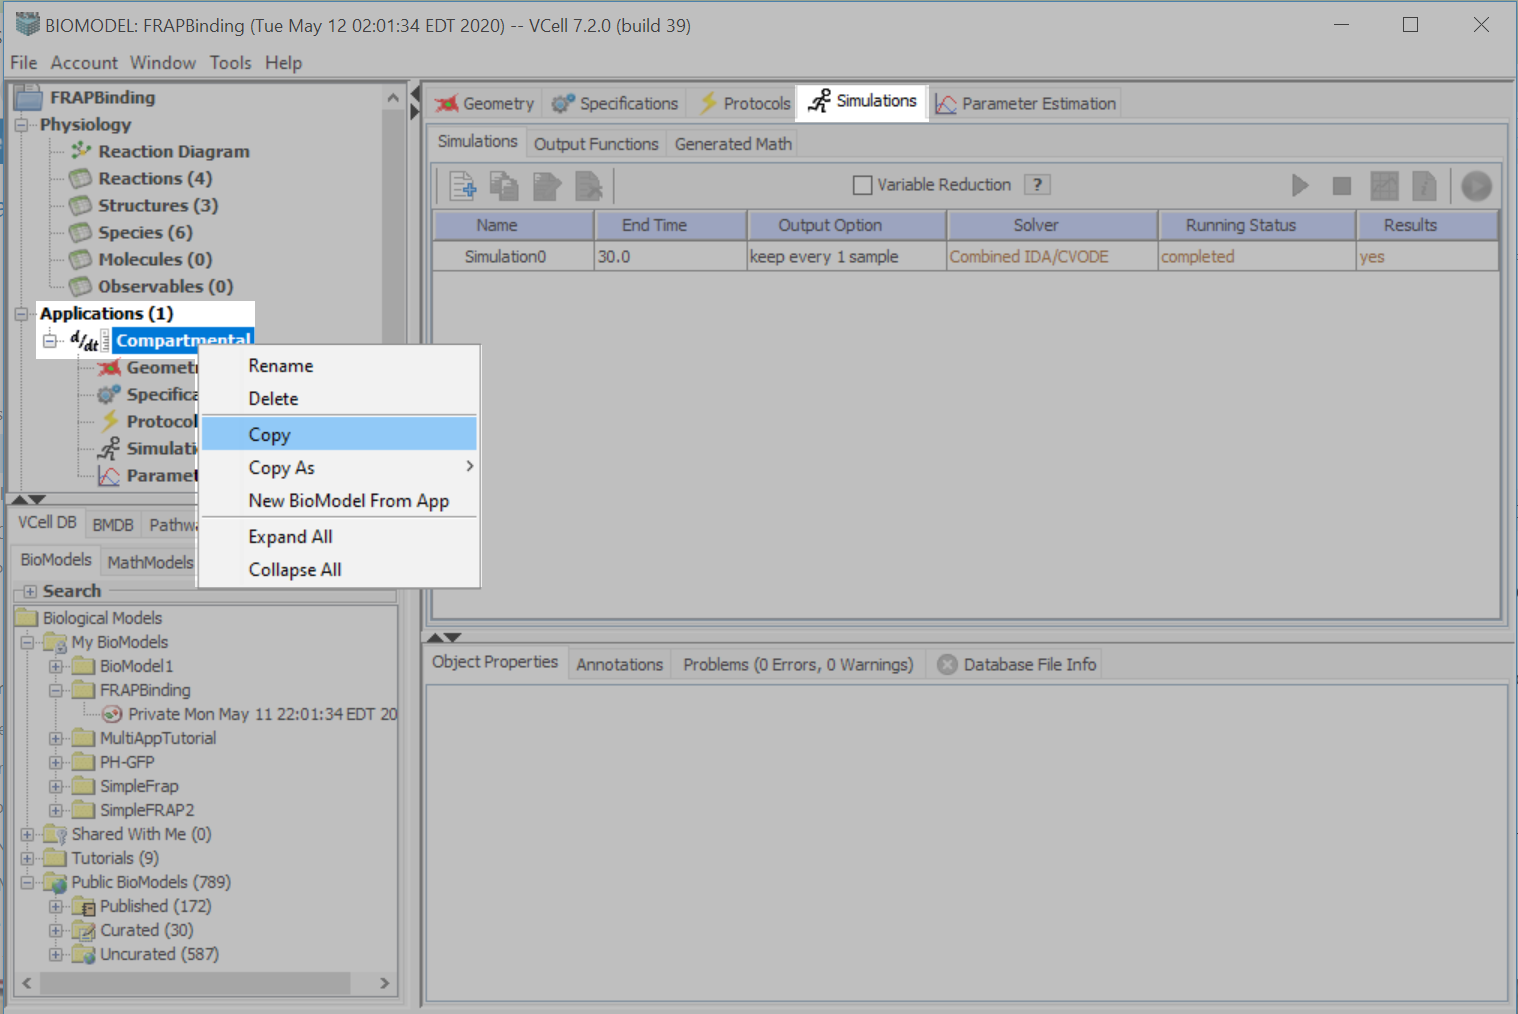 BIOMODEL: FRAPBinding (Tue May 12 02:01:34 EDT 2020) -- VCell 7.2.0 (build 39)
File Account Window Tools Help
FRAPBinding
Physiology
Reaction Diagram
Reactions (4)
Structures (3)
Species (6)
Molecules (0)
Observables (0)
Applications (1)
d/dt Compartmental
Geomet
Specifica
Protocol
Simulati
Paramet
Rename
Delete
Copy
Copy As
New BioModel From App
Expand All
Collapse All
VCell DB BMDB Pathw
BioModels MathModels
Search
Biological Models
My BioModels
BioModel1
FRAPBinding
Private Mon May 11 22:01:34 EDT 20
MultiAppTutorial
PH-GFP
SimpleFrap
SimpleFRAP2
Shared With Me (0)
Tutorials (9)
Public BioModels (789)
Published (172)
Curated (30)
Uncurated (587)
Geometry Specifications Protocols Simulations Parameter Estimation
Simulations Output Functions Generated Math
Variable Reduction ?
Name End Time Output Option Solver Running Status Results
Simulation0 30.0 keep every 1 sample Combined IDA/CVODE completed yes
Object Properties Annotations Problems (0 Errors, 0 Warnings) Database File Info